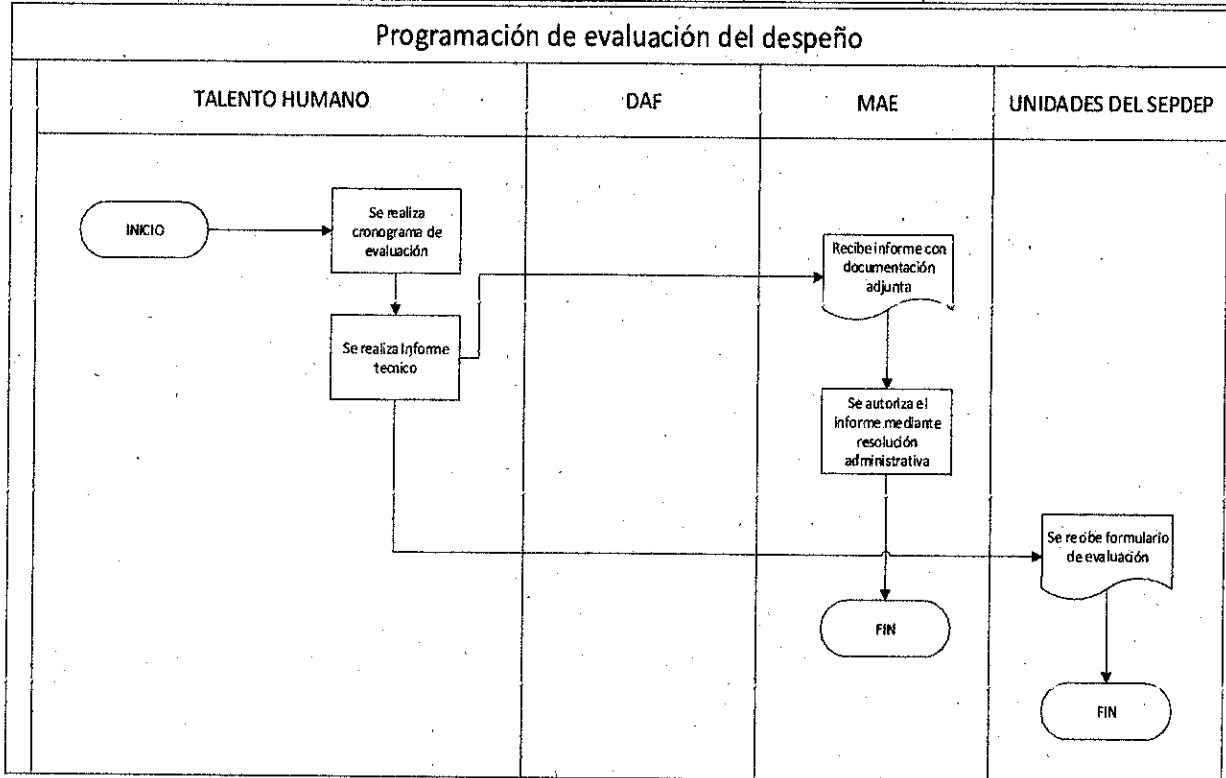 Programación de evaluación del despeño
TALENTO HUMANO
DAF
MAE
UNIDADES DEL SEPDEP
INICIO
Se realiza
cronograma de
evaluación
Se realiza Informe
tecnico
Recibe informe con
documentación
adjunta
Se autoriza el
informe mediante
resolución
administrativa
FIN
Se recibe formulario
de evaluación
FIN